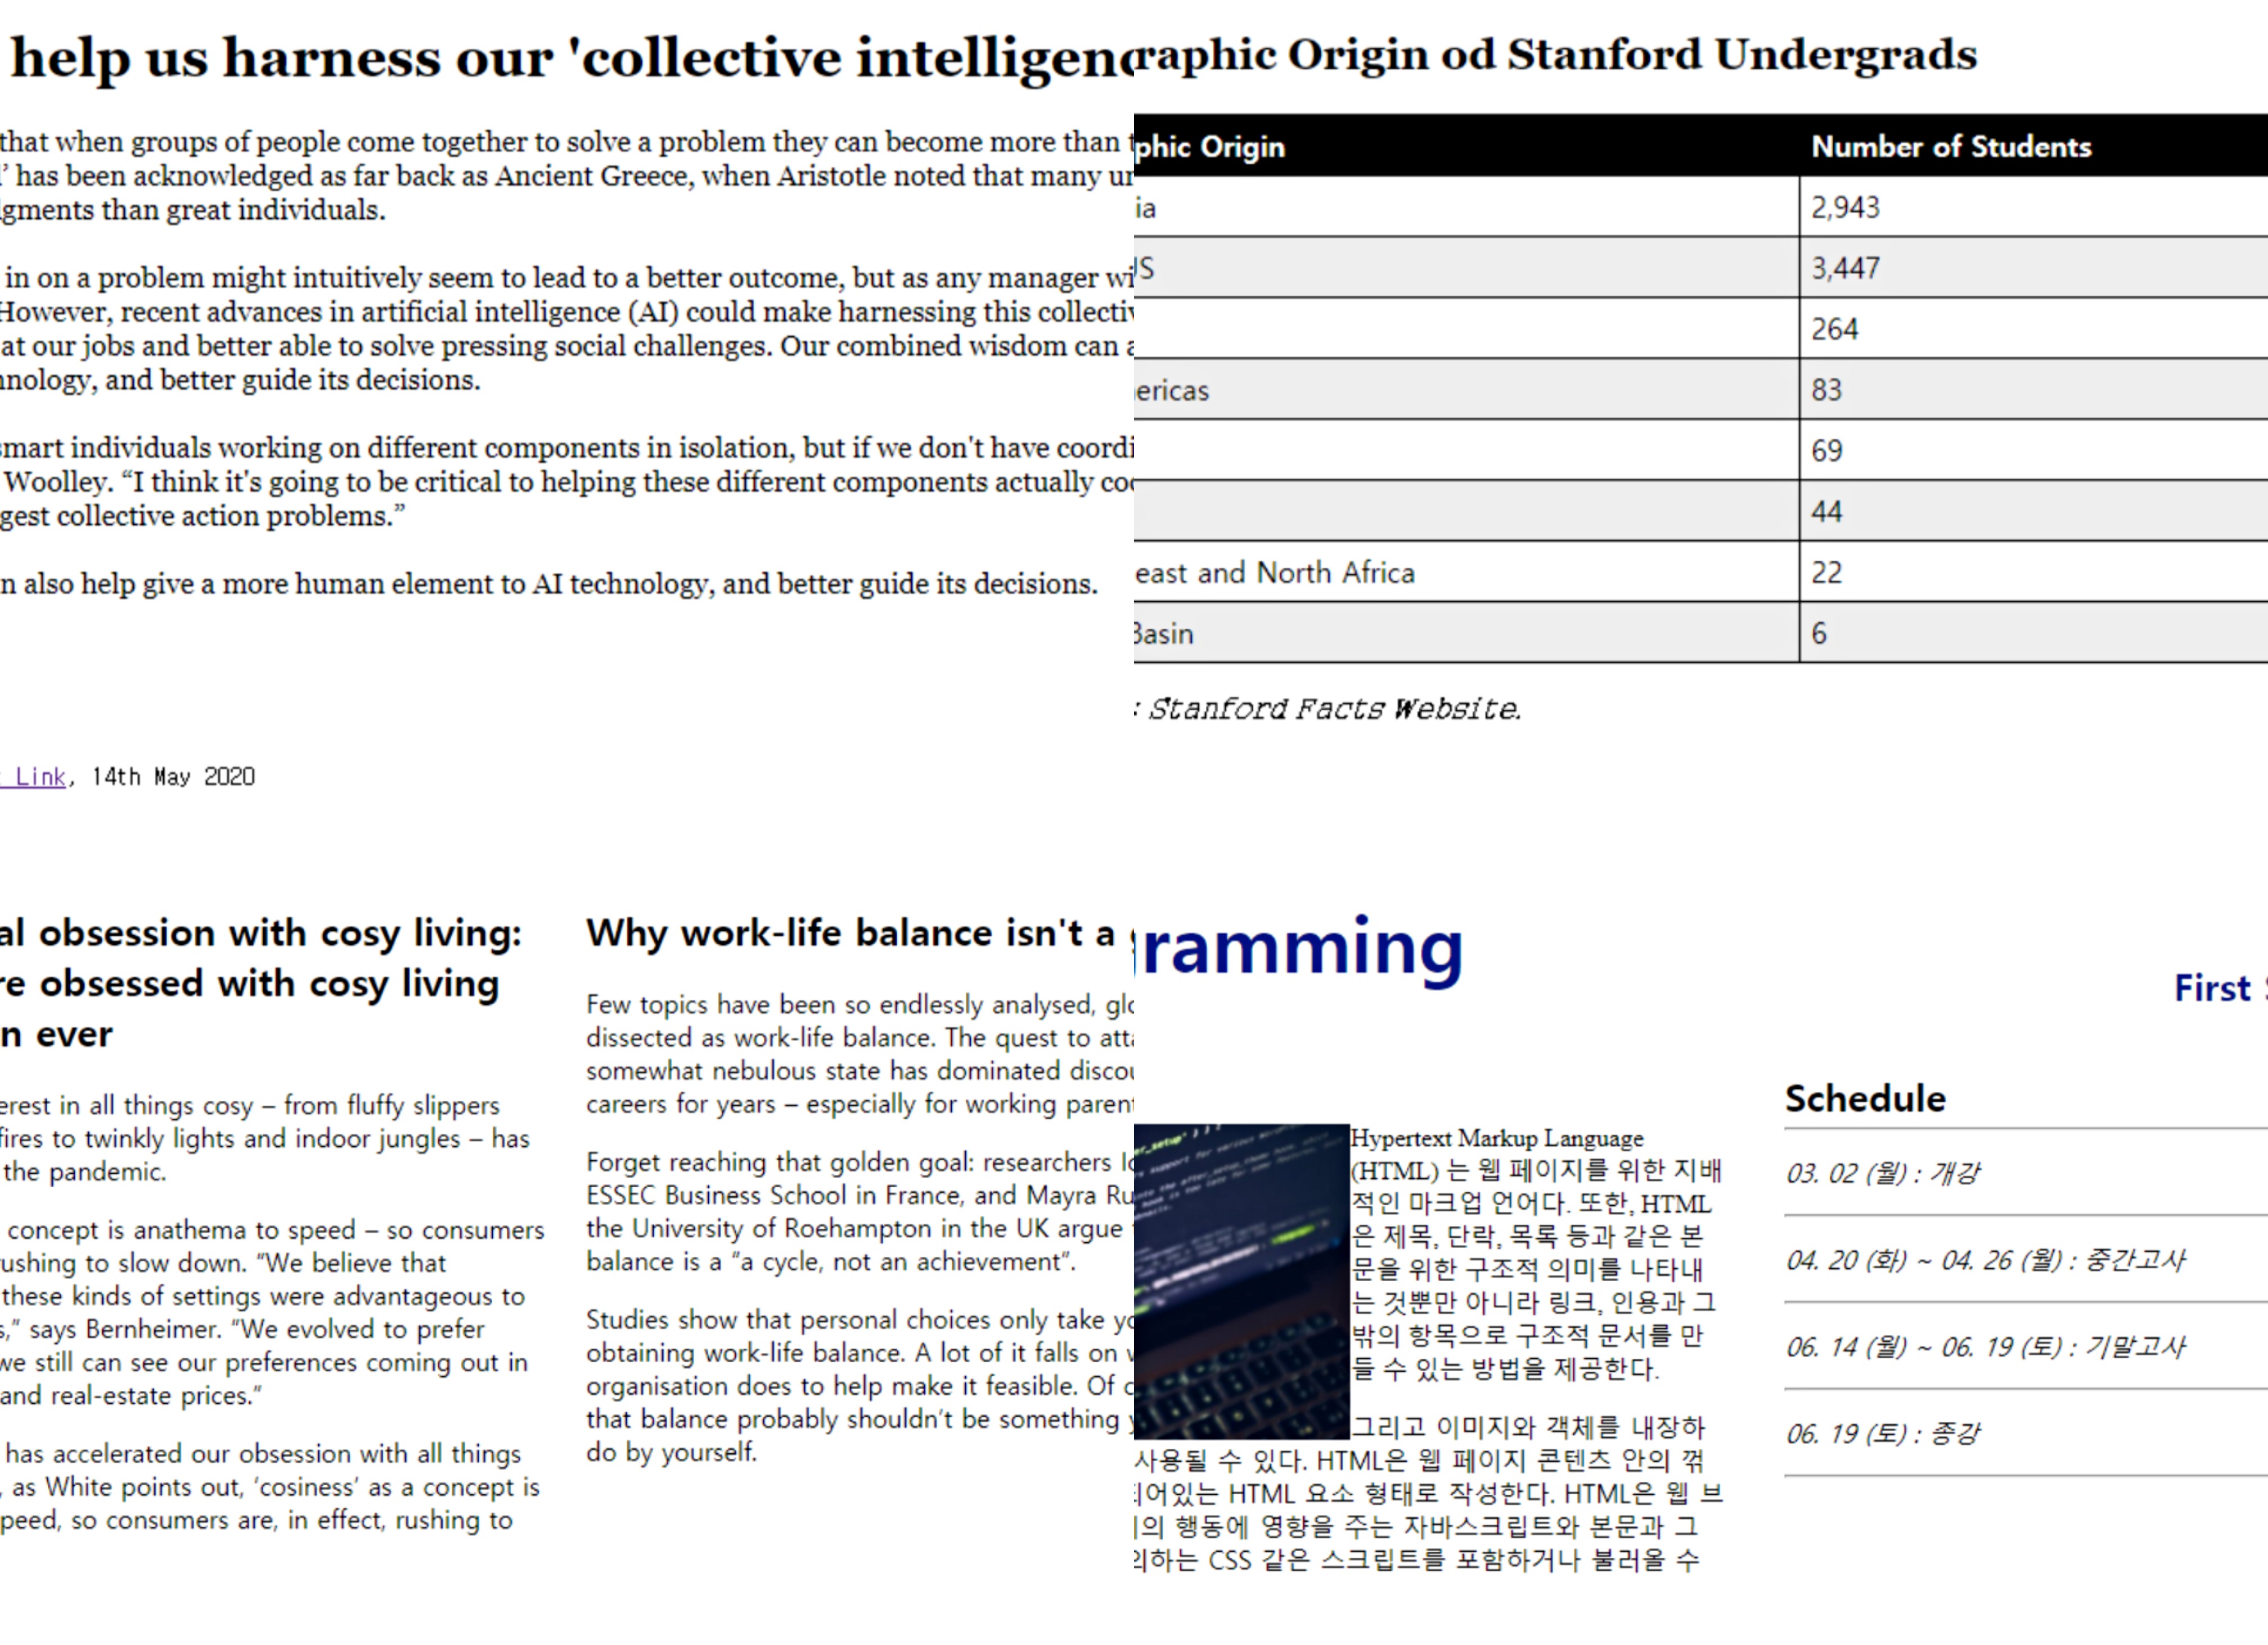 help us harness our 'collective intelligenc
that when groups of people come together to solve a problem they can become more than
' has been acknowledged as far back as Ancient Greece, when Aristotle noted that many
gments than great individuals.
in on a problem might intuitively seem to lead to a better outcome, but as any manager
However, recent advances in artificial intelligence (AI) could make harnessing this collectiv
at our jobs and better able to solve pressing social challenges. Our combined wisdom can
nology, and better guide its decisions.
smart individuals working on different components in isolation, but if we don't have coordi
Woolley. “I think it's going to be critical to helping these different components actually
gest collective action problems.”
n also help give a more human element to AI technology, and better guide its decisions.
Link, 14th May 2020
raphic Origin od Stanford Undergrads
phic Origin Number of Students
ia 2,943
US 3,447
264
ericas 83
69
44
east and North Africa 22
Basin 6
: Stanford Facts Website.
al obsession with cosy living:
re obsessed with cosy living
n ever
erest in all things cosy – from fluffy slippers
fires to twinkly lights and indoor jungles – has
the pandemic.
concept is anathema to speed – so consumers
rushing to slow down. “We believe that
these kinds of settings were advantageous to
s,” says Bernheimer. “We evolved to prefer
we still can see our preferences coming out in
and real-estate prices.”
has accelerated our obsession with all things
, as White points out, ‘cosiness’ as a concept is
peed, so consumers are, in effect, rushing to
Why work-life balance isn't a
Few topics have been so endlessly analysed, glo
dissected as work-life balance. The quest to atta
somewhat nebulous state has dominated discou
careers for years – especially for working parent
Forget reaching that golden goal: researchers
ESSEC Business School in France, and Mayra Ru
the University of Roehampton in the UK argue
balance is a “a cycle, not an achievement”.
Studies show that personal choices only take yo
obtaining work-life balance. A lot of it falls on
organisation does to help make it feasible. Of
that balance probably shouldn’t be something
do by yourself.
ramming
First
Hypertext Markup Language
(HTML) 는 웹 페이지를 위한 지배
적인 마크업 언어다. 또한, HTML
은 제목, 단락, 목록 등과 같은 본
문을 위한 구조적 의미를 나타내
는 것뿐만 아니라 링크, 인용과 그
밖의 항목으로 구조적 문서를 만
들 수 있는 방법을 제공한다.
그리고 이미지와 객체를 내장하
사용될 수 있다. HTML은 웹 페이지 콘텐츠 안의 꺾
되어있는 HTML 요소 형태로 작성한다. HTML은 웹 브
의 행동에 영향을 주는 자바스크립트와 본문과 그
의하는 CSS 같은 스크립트를 포함하거나 불러올 수
Schedule
03. 02 (월) : 개강
04. 20 (화) ~ 04. 26 (월) : 중간고사
06. 14 (월) ~ 06. 19 (토) : 기말고사
06. 19 (토) : 종강